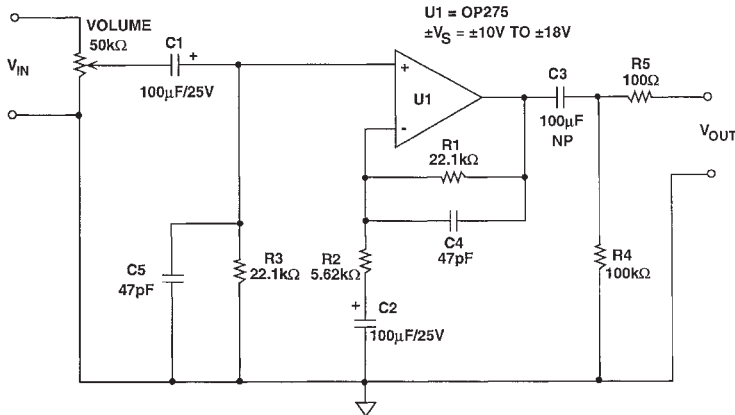 U1 = OP275
±VS = ±10V TO ±18V
VOLUME
50kΩ
VIN
C1
+
100μF/25V
+
U1
-
C3
100μF
NP
R5
100Ω
VOUT
R1
22.1kΩ
C4
47pF
C5
47pF
R3
22.1kΩ
R2
5.62kΩ
+
C2
100μF/25V
R4
100kΩ